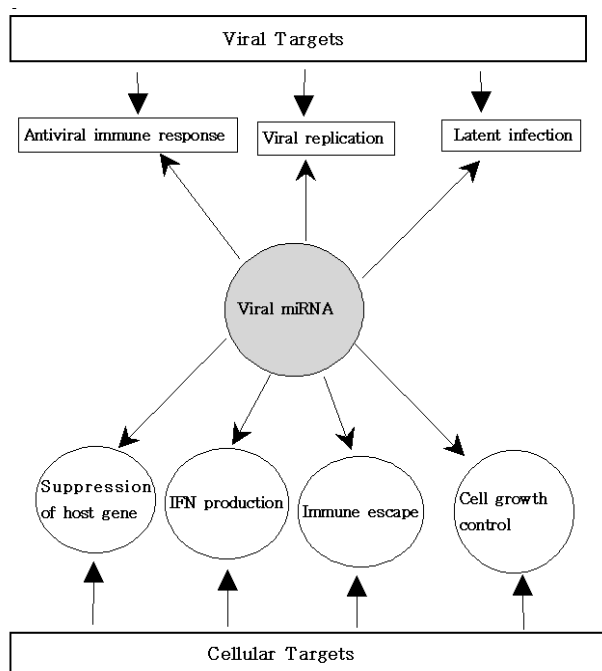 Viral Targets
Antiviral immune response
Viral replication
Latent infection
Viral miRNA
Suppression
of host gene
IFN production
Immune escape
Cell growth
control
Cellular Targets